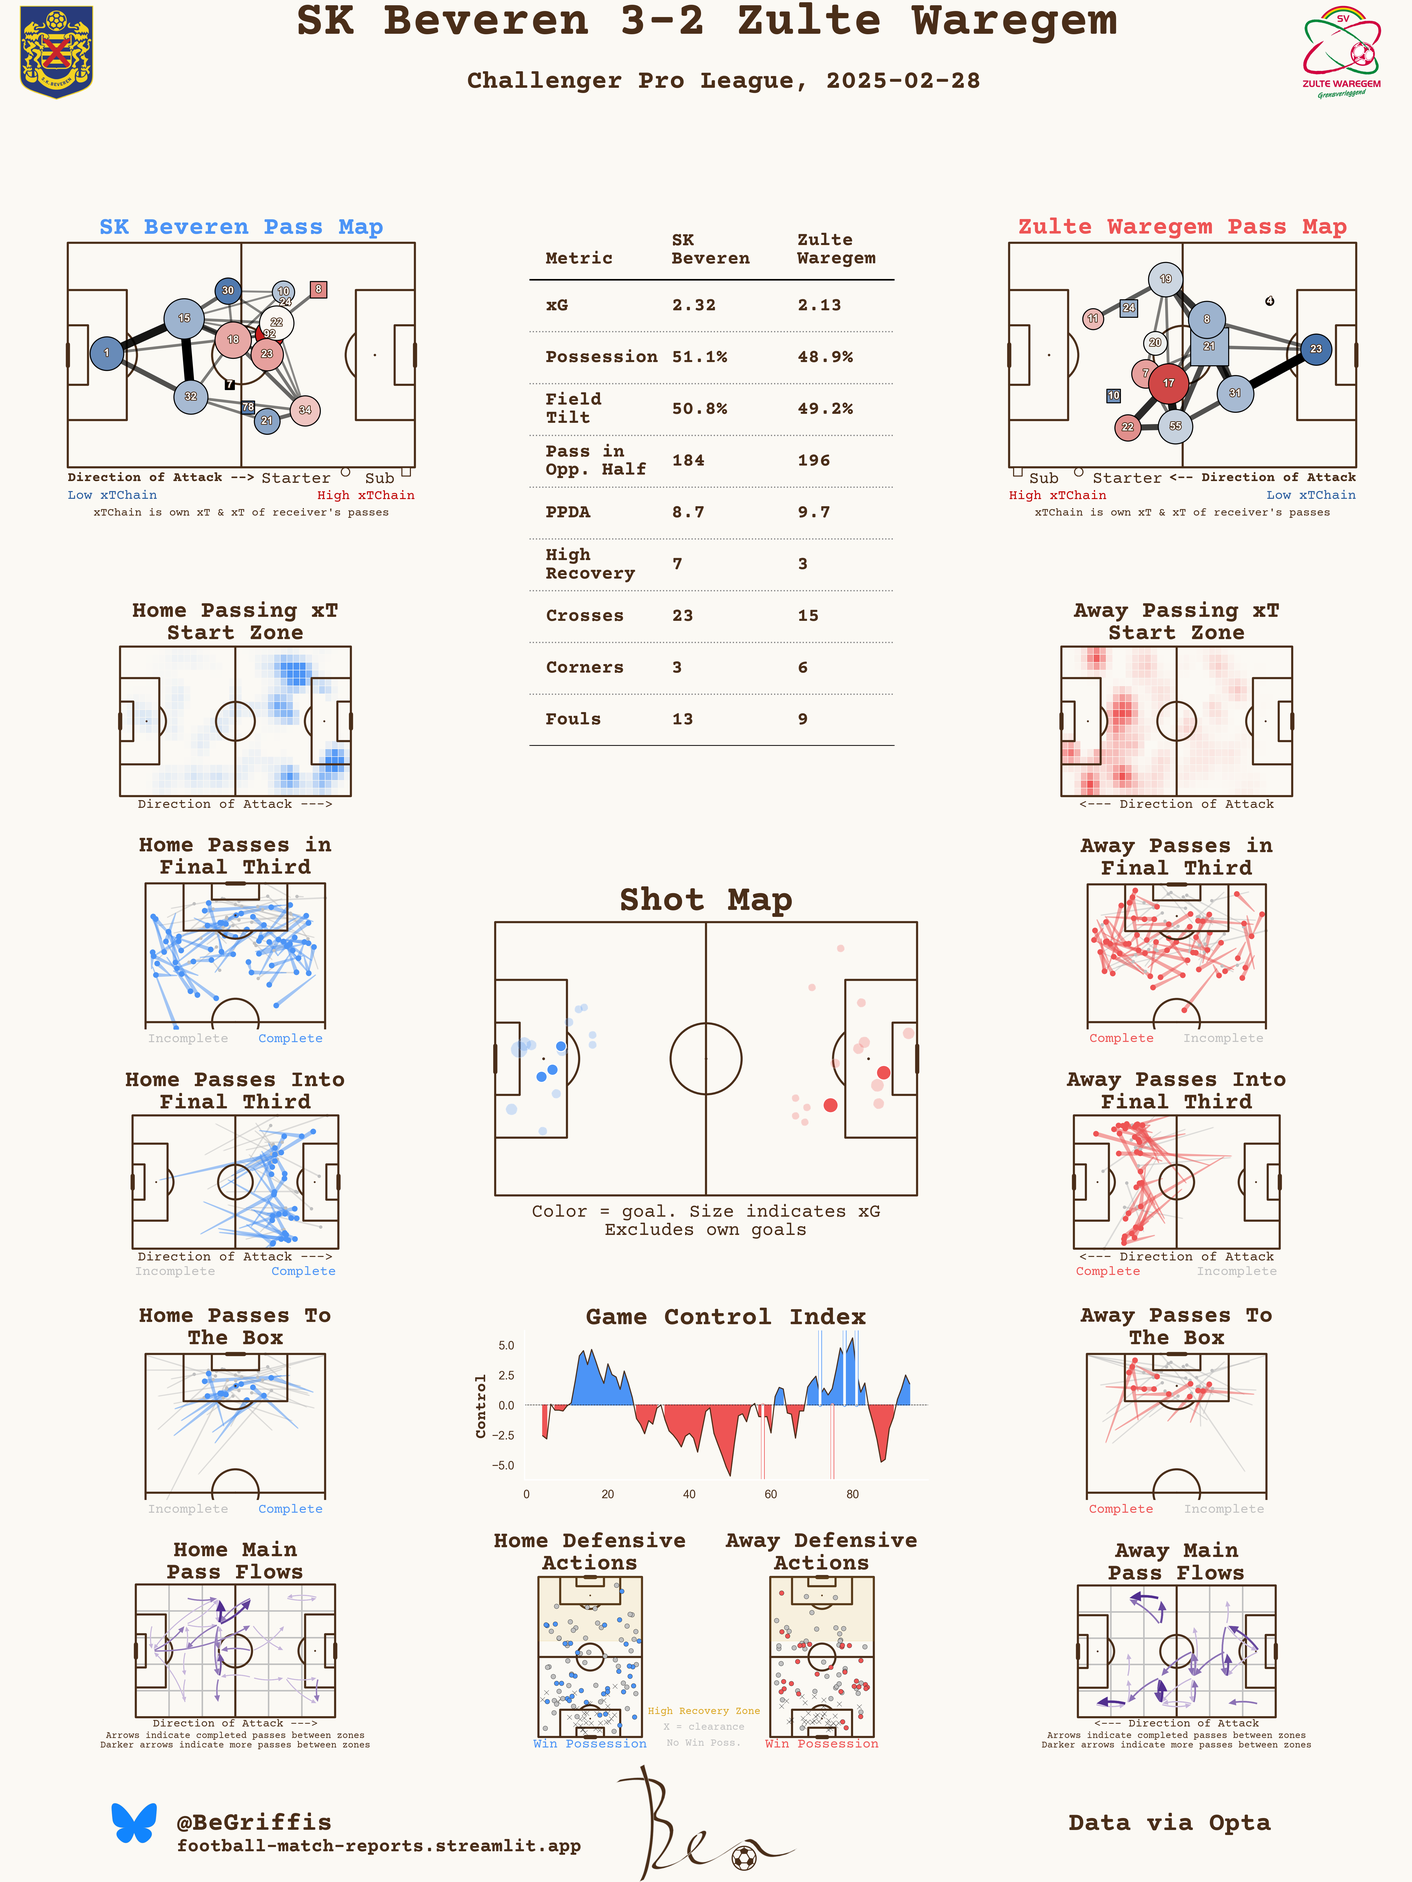 SK Beveren 3-2 Zulte Waregem
Challenger Pro League, 2025-02-28
S.K. BEVEREN
SV
ZULTE WAREGEM
Grensverleggend
SK Beveren Pass Map
30
10
8
24
15
22
92
18
23
1
7
32
78
34
21
Direction of Attack --> Starter Sub
Low xTChain High xTChain
xTChain is own xT & xT of receiver's passes
Metric SK Beveren Zulte Waregem
xG 2.32 2.13
Possession 51.1% 48.9%
Field Tilt 50.8% 49.2%
Pass in Opp. Half 184 196
PPDA 8.7 9.7
High Recovery 7 3
Crosses 23 15
Corners 3 6
Fouls 13 9
Zulte Waregem Pass Map
19
4
24
11
8
20
21
23
7
17
10
31
22
55
Sub Starter <-- Direction of Attack
High xTChain Low xTChain
xTChain is own xT & xT of receiver's passes
Home Passing xT
Start Zone
Direction of Attack --->
Away Passing xT
Start Zone
<--- Direction of Attack
Home Passes in
Final Third
Incomplete Complete
Away Passes in
Final Third
Complete Incomplete
Shot Map
Color = goal. Size indicates xG
Excludes own goals
Home Passes Into
Final Third
Direction of Attack --->
Incomplete Complete
Away Passes Into
Final Third
<--- Direction of Attack
Complete Incomplete
Home Passes To
The Box
Incomplete Complete
Game Control Index
Control
5.0
2.5
0.0
−2.5
−5.0
0 20 40 60 80
Away Passes To
The Box
Complete Incomplete
Home Main
Pass Flows
Direction of Attack --->
Arrows indicate completed passes between zones
Darker arrows indicate more passes between zones
Home Defensive
Actions
Win Possession
High Recovery Zone
X = clearance
No Win Poss.
Away Defensive
Actions
Win Possession
Away Main
Pass Flows
<--- Direction of Attack
Arrows indicate completed passes between zones
Darker arrows indicate more passes between zones
@BeGriffis
football-match-reports.streamlit.app
Ben
Data via Opta